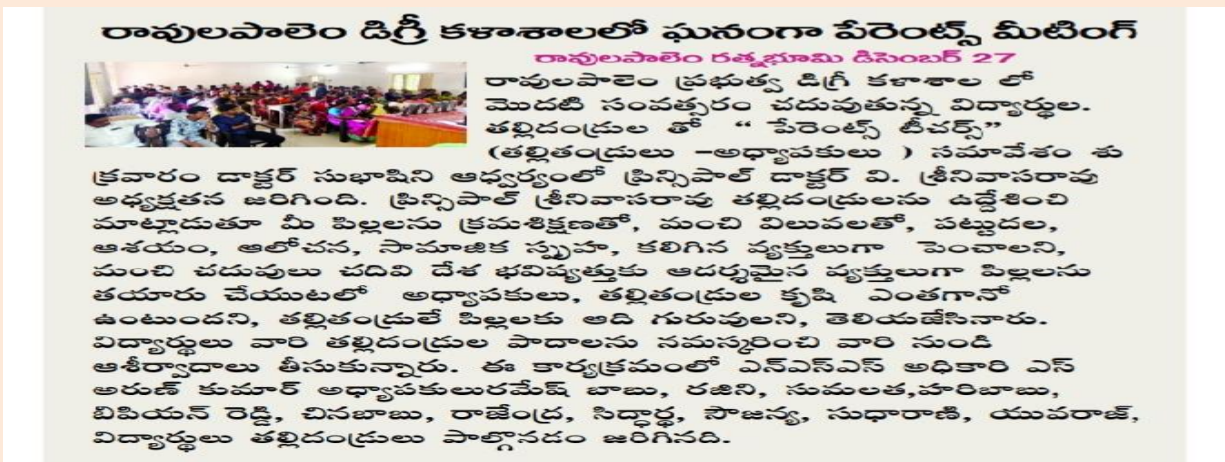 రావులపాలెం డిగ్రీ కళాశాలలో ఘనంగా పేరెంట్స్ మీటింగ్
రావులపాలెం రత్నభూమి డిసెంబర్ 27
రావులపాలెం ప్రభుత్వ డిగ్రీ కళాశాల లో
మొదటి సంవత్సరం చదువుతున్న విద్యార్థుల.
తల్లిదండ్రుల తో “ పేరెంట్స్ టీచర్స్”
(తల్లితండ్రులు –అధ్యాపకులు ) సమావేశం శు
క్రవారం డాక్టర్ సుభాషిని ఆధ్వర్యంలో ప్రిన్సిపాల్ డాక్టర్ వి. శ్రీనివాసరావు
అధ్యక్షతన జరిగింది. ప్రిన్సిపాల్ శ్రీనివాసరావు తల్లిదండ్రులను ఉద్దేశించి
మాట్లాడుతూ మీ పిల్లలను క్రమశిక్షణతో, మంచి విలువలతో, పట్టుదల,
ఆశయం, ఆలోచన, సామాజిక స్పృహ, కలిగిన వ్యక్తులుగా పెంచాలని,
మంచి చదువులు చదివి దేశ భవిష్యత్తుకు ఆదర్శమైన వ్యక్తులుగా పిల్లలను
తయారు చేయుటలో అధ్యాపకులు, తల్లితండ్రుల కృషి ఎంతగానో
ఉంటుందని, తల్లితండ్రులే పిల్లలకు ఆది గురువులని, తెలియజేసినారు.
విద్యార్థులు వారి తల్లిదండ్రుల పాదాలను నమస్కరించి వారి నుండి
ఆశీర్వాదాలు తీసుకున్నారు. ఈ కార్యక్రమంలో ఎన్ఎస్ఎస్ అధికారి ఎస్
అరుణ్ కుమార్ అధ్యాపకులురమేష్ బాబు, రజిని, సుమలత,హరిబాబు,
బిపియన్ రెడ్డి, చినబాబు, రాజేంద్ర, సిద్ధార్థ, సౌజన్య, సుధారాణి, యువరాజ్,
విద్యార్థులు తల్లిదండ్రులు పాల్గొనడం జరిగినది.